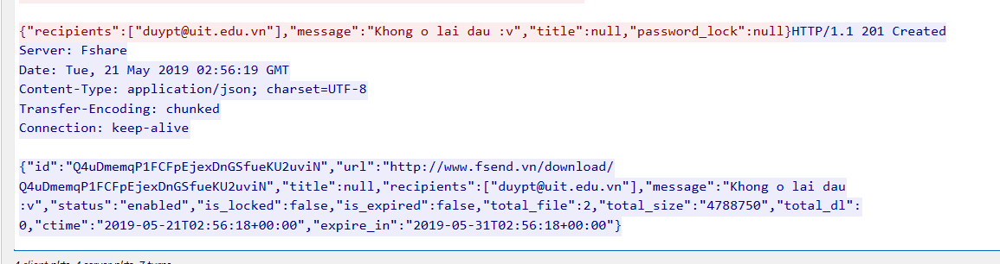 {"recipients":["duypt@uit.edu.vn"],"message":"Khong o lai dau :v","title":null,"password_lock":null}HTTP/1.1 201 Created
Server: Fshare
Date: Tue, 21 May 2019 02:56:19 GMT
Content-Type: application/json; charset=UTF-8
Transfer-Encoding: chunked
Connection: keep-alive
{"id":"Q4uDmemqP1FCFpEjexDnGSfueKU2uviN","url":"http://www.fsend.vn/download/
Q4uDmemqP1FCFpEjexDnGSfueKU2uviN","title":null,"recipients":["duypt@uit.edu.vn"],"message":"Khong o lai dau
:v","status":"enabled","is_locked":false,"is_expired":false,"total_file":2,"total_size":"4788750","total_dl":
0,"ctime":"2019-05-21T02:56:18+00:00","expire_in":"2019-05-31T02:56:18+00:00"}